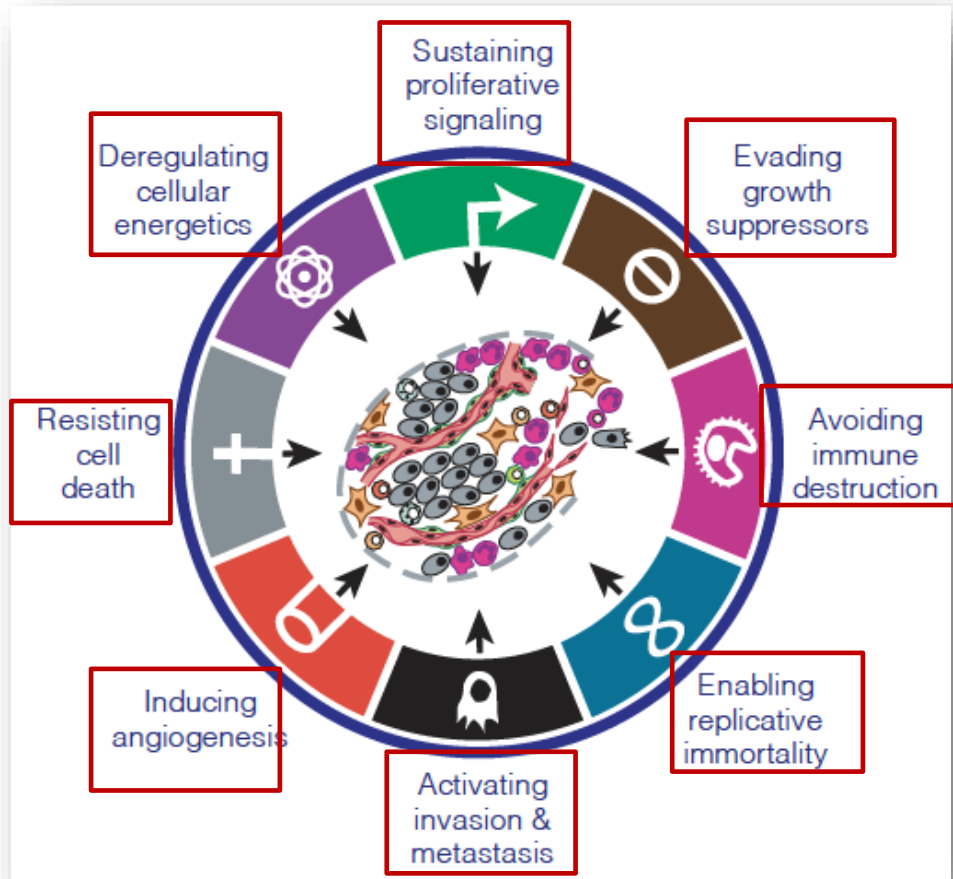 Sustaining
proliferative
signaling
Deregulating
cellular
energetics
Evading
growth
suppressors
Resisting
cell
death
Avoiding
immune
destruction
Inducing
angiogenesis
Enabling
replicative
immortality
Activating
invasion &
metastasis